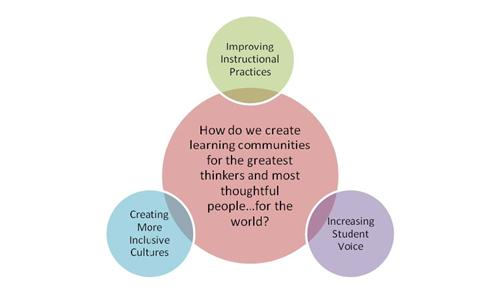 Improving
Instructional
Practices
How do we create
learning communities
for the greatest
thinkers and most
thoughtful
people...for the
world?
Creating
More
Inclusive
Cultures
Increasing
Student
Voice